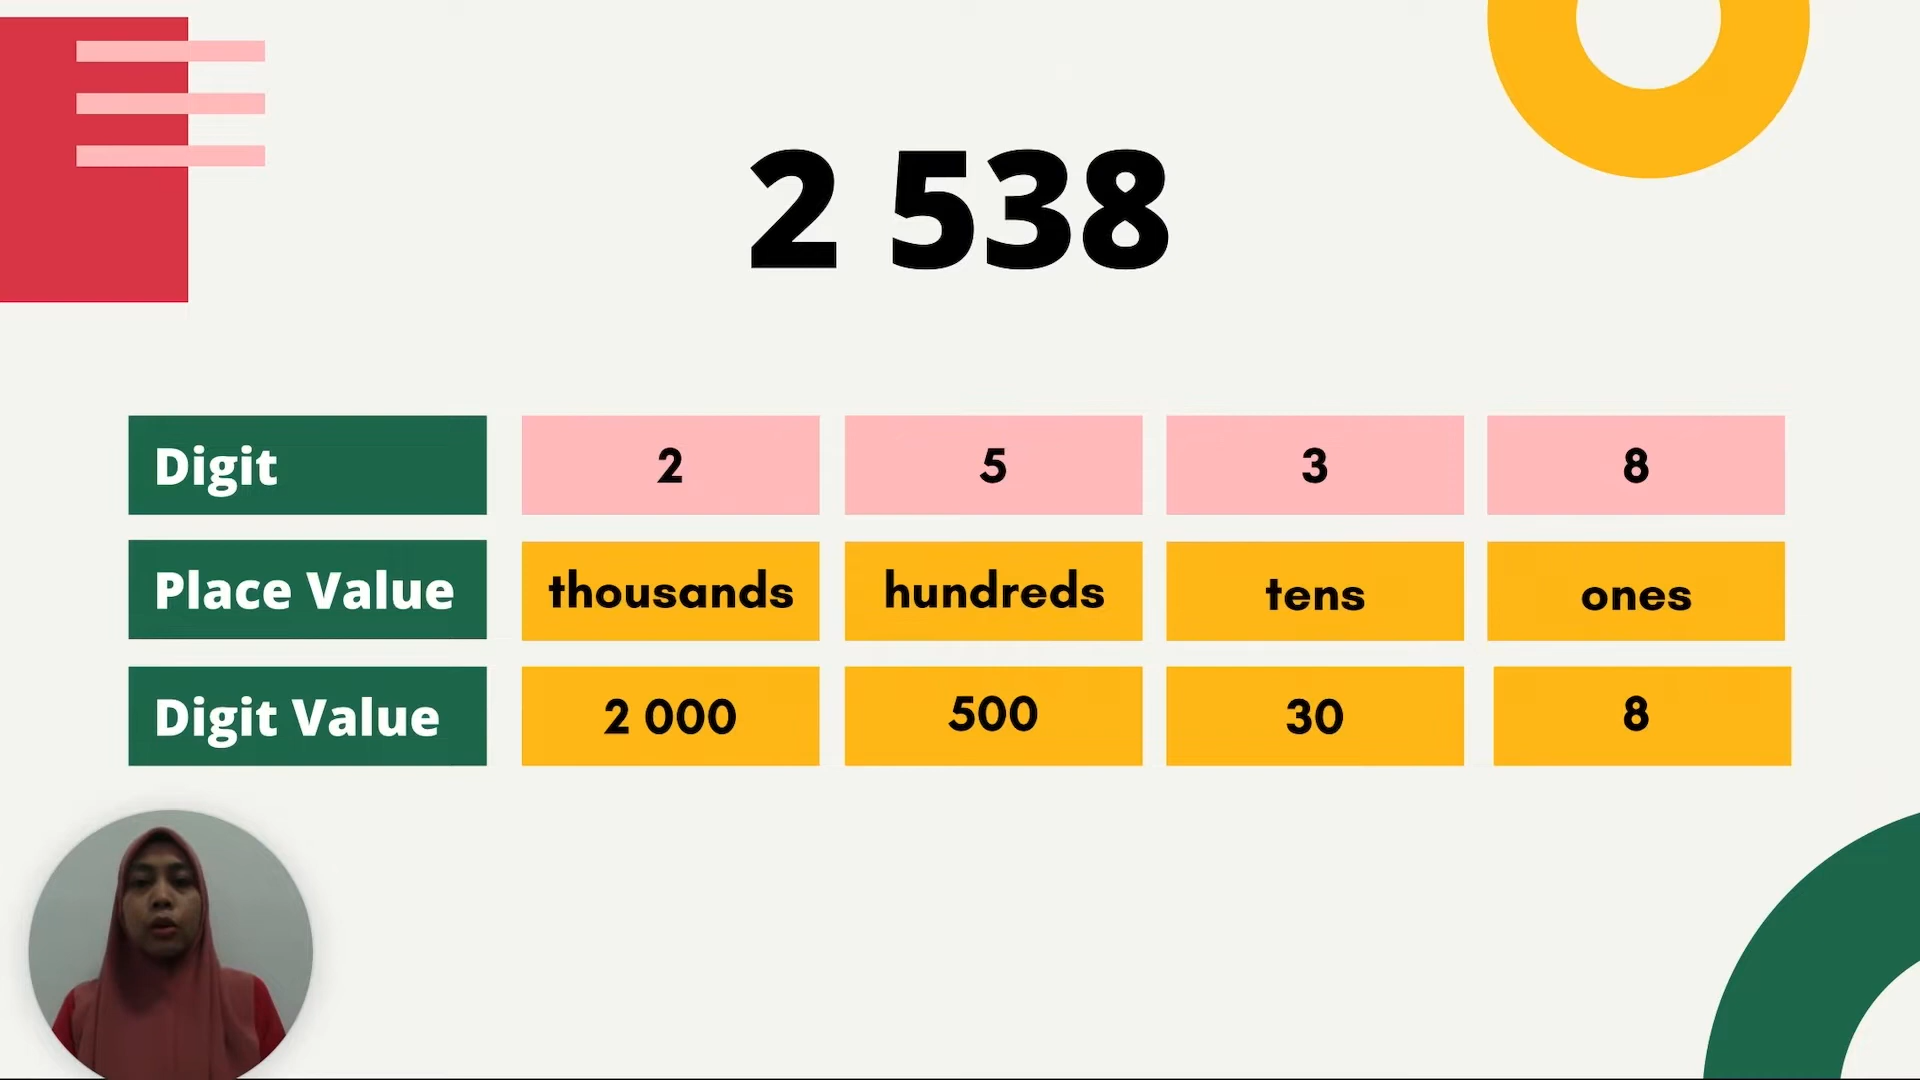 2 538
Digit 2 5 3 8
Place Value thousands hundreds tens ones
Digit Value 2 000 500 30 8